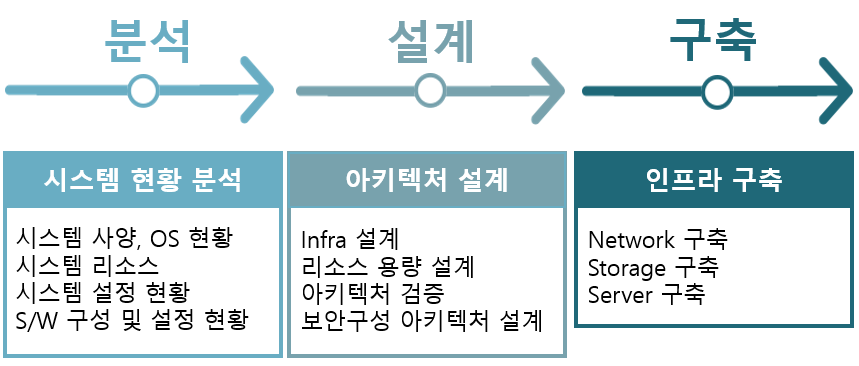 분석
설계
구축
시스템 현황 분석
시스템 사양, OS 현황
시스템 리소스
시스템 설정 현황
S/W 구성 및 설정 현황
아키텍처 설계
Infra 설계
리소스 용량 설계
아키텍처 검증
보안구성 아키텍처 설계
인프라 구축
Network 구축
Storage 구축
Server 구축